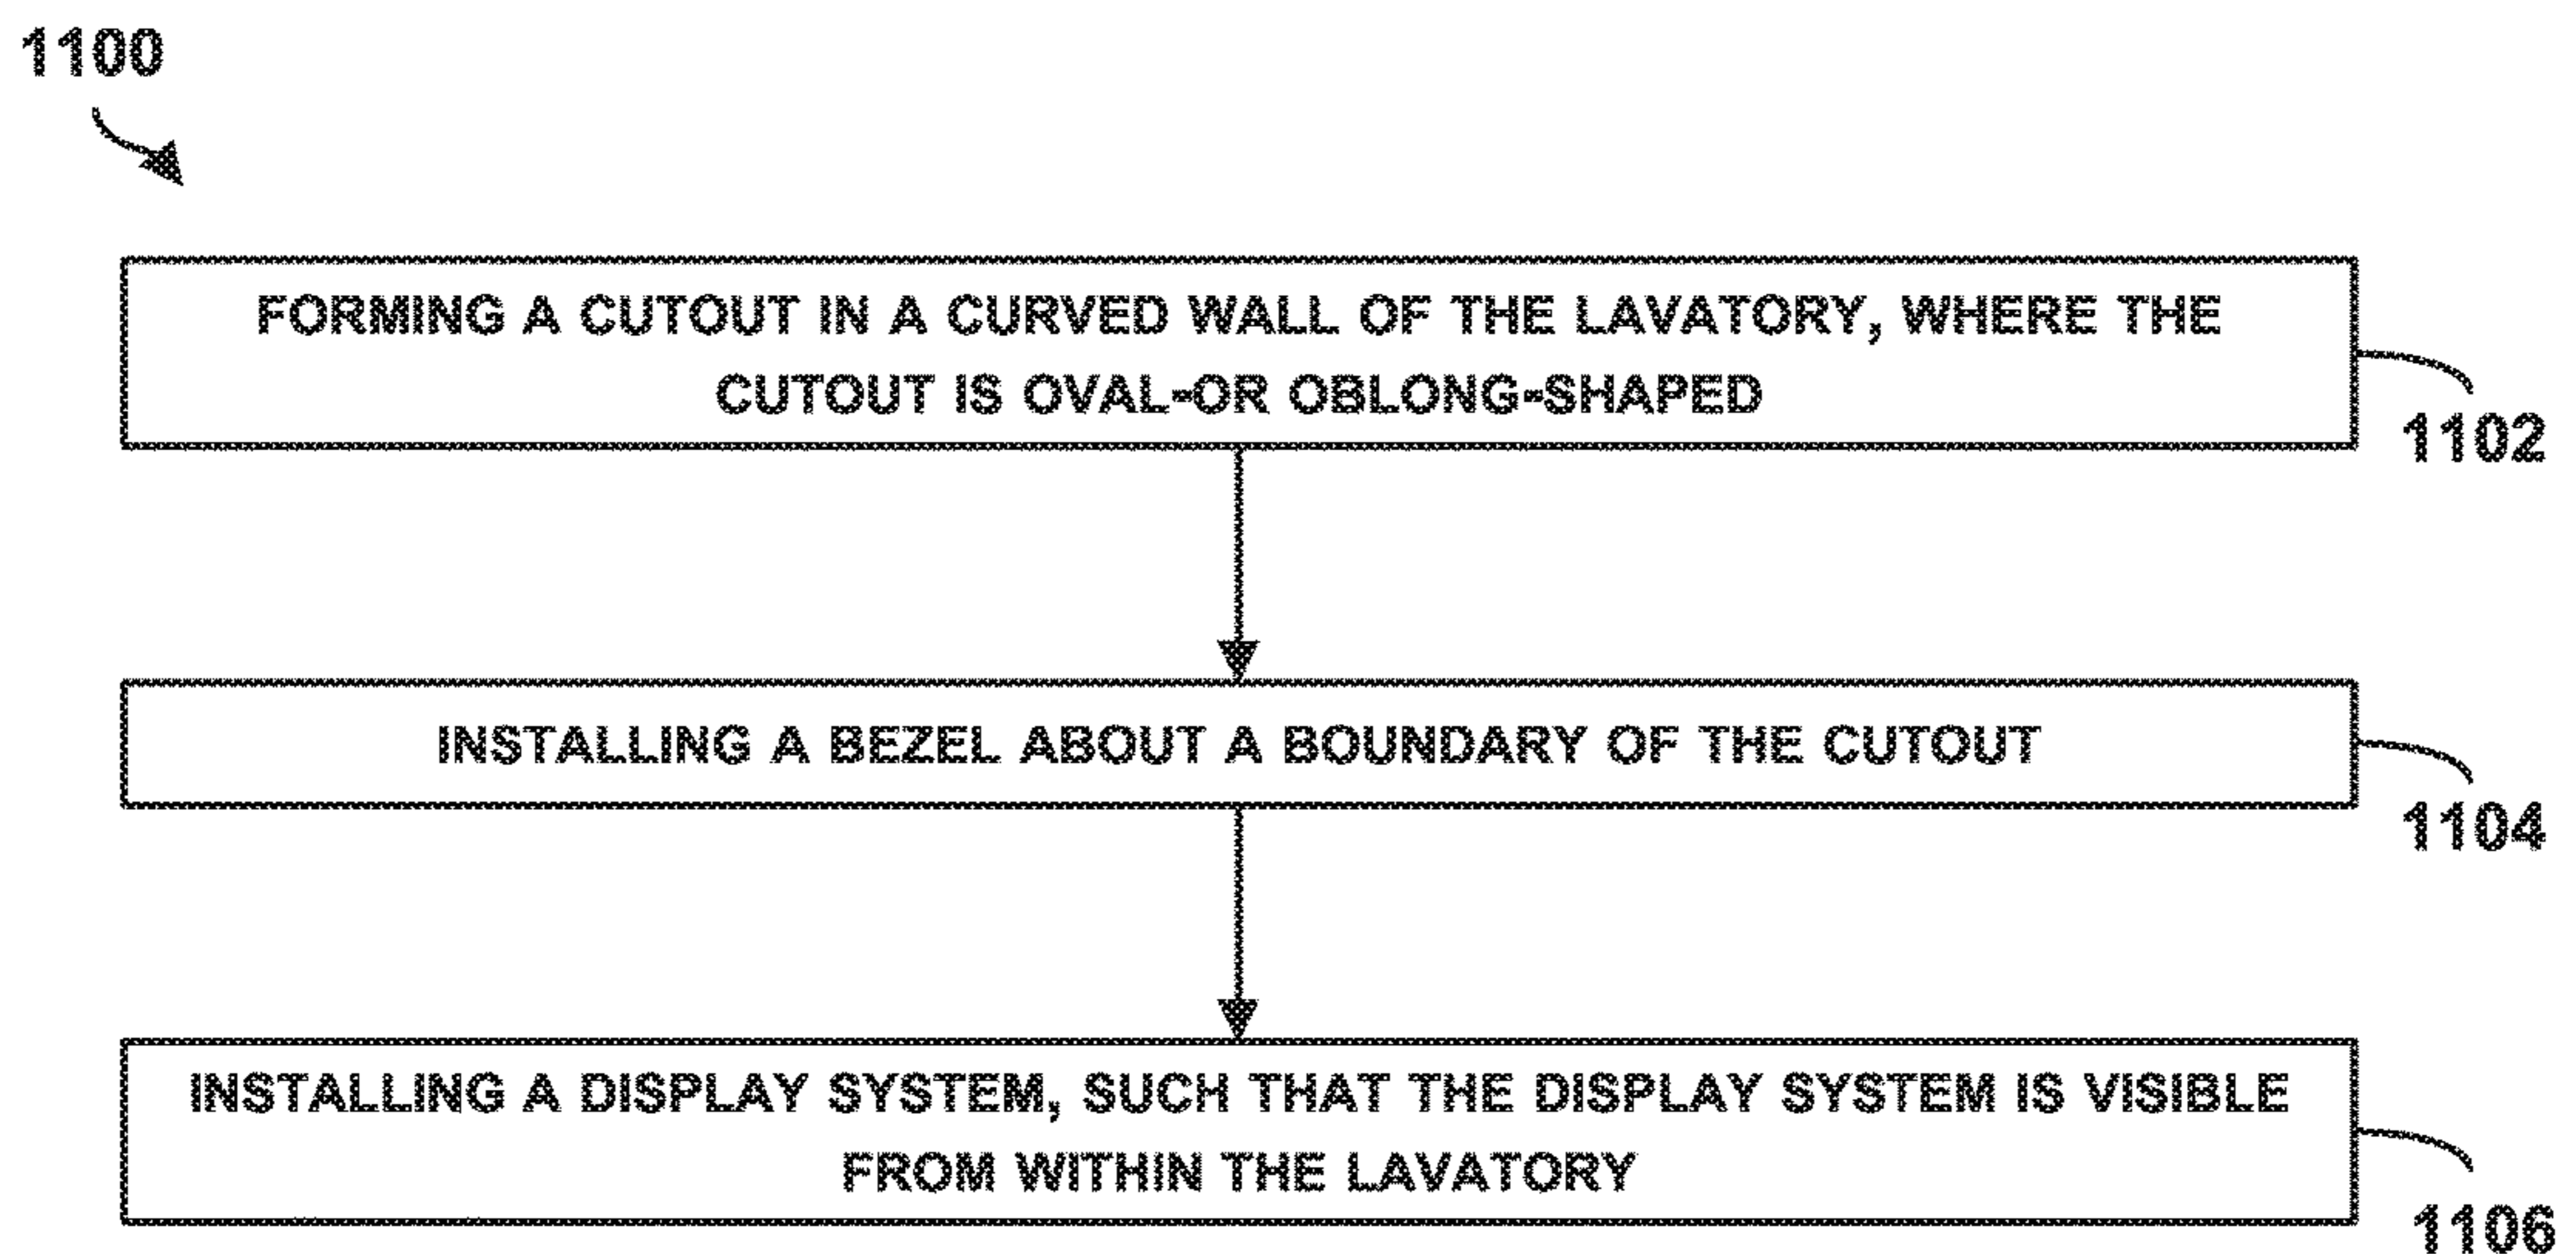 1100
FORMING A CUTOUT IN A CURVED WALL OF THE LAVATORY, WHERE THE
CUTOUT IS OVAL-OR OBLONG-SHAPED
1102
INSTALLING A BEZEL ABOUT A BOUNDARY OF THE CUTOUT
1104
INSTALLING A DISPLAY SYSTEM, SUCH THAT THE DISPLAY SYSTEM IS VISIBLE
FROM WITHIN THE LAVATORY
1106